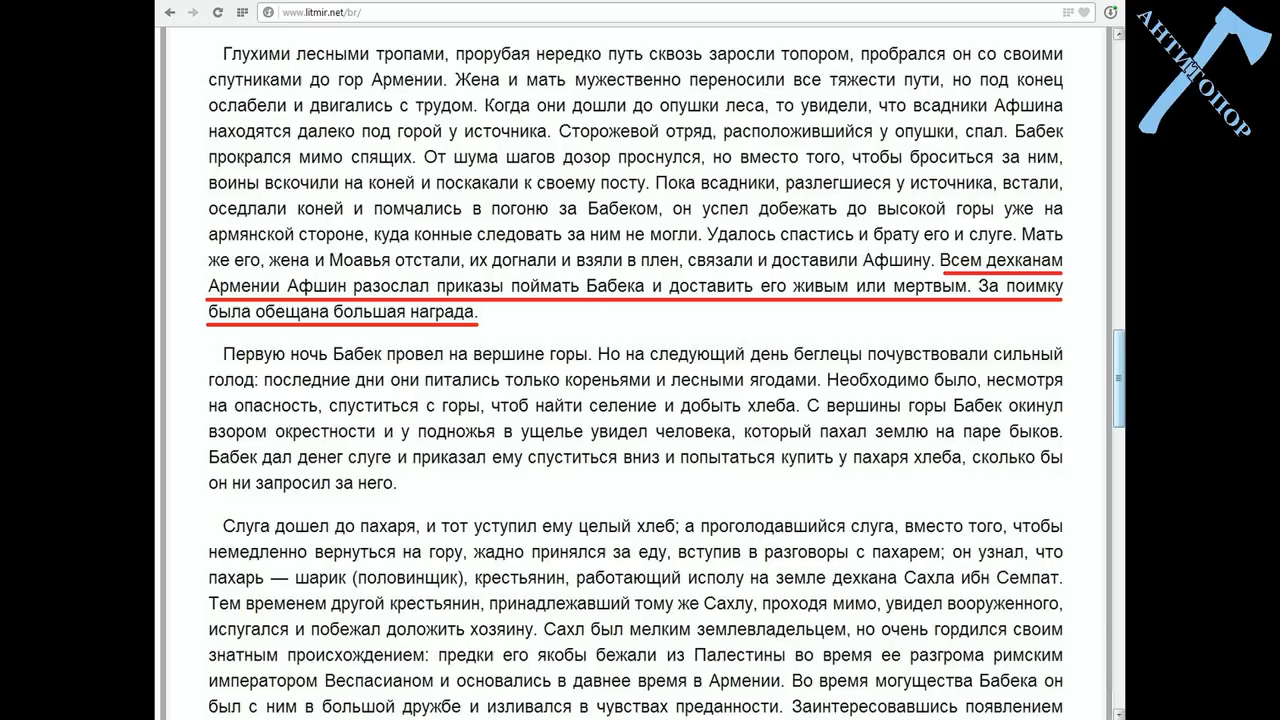 www.litmir.net/br/
АНТИТОПОР
Глухими лесными тропами, прорубая нередко путь сквозь заросли топором, пробрался он со своими
спутниками до гор Армении. Жена и мать мужественно переносили все тяжести пути, но под конец
ослабели и двигались с трудом. Когда они дошли до опушки леса, то увидели, что всадники Афшина
находятся далеко под горой у источника. Сторожевой отряд, расположившийся у опушки, спал. Бабек
прокрался мимо спящих. От шума шагов дозор проснулся, но вместо того, чтобы броситься за ним,
воины вскочили на коней и поскакали к своему посту. Пока всадники, разлегшиеся у источника, встали,
оседлали коней и помчались в погоню за Бабеком, он успел добежать до высокой горы уже на
армянской стороне, куда конные следовать за ним не могли. Удалось спастись и брату его и слуге. Мать
же его, жена и Моавья отстали, их догнали и взяли в плен, связали и доставили Афшину. Всем дехканам
Армении Афшин разослал приказы поймать Бабека и доставить его живым или мертвым. За поимку
была обещана большая награда.
Первую ночь Бабек провел на вершине горы. Но на следующий день беглецы почувствовали сильный
голод: последние дни они питались только кореньями и лесными ягодами. Необходимо было, несмотря
на опасность, спуститься с горы, чтоб найти селение и добыть хлеба. С вершины горы Бабек окинул
взором окрестности и у подножья в ущелье увидел человека, который пахал землю на паре быков.
Бабек дал денег слуге и приказал ему спуститься вниз и попытаться купить у пахаря хлеба, сколько бы
он ни запросил за него.
Слуга дошел до пахаря, и тот уступил ему целый хлеб; а проголодавшийся слуга, вместо того, чтобы
немедленно вернуться на гору, жадно принялся за еду, вступив в разговоры с пахарем; он узнал, что
пахарь — шарик (половинщик), крестьянин, работающий исполу на земле дехкана Сахла ибн Семпат.
Тем временем другой крестьянин, принадлежавший тому же Сахлу, проходя мимо, увидел вооруженного,
испугался и побежал доложить хозяину. Сахл был мелким землевладельцем, но очень гордился своим
знатным происхождением: предки его якобы бежали из Палестины во время ее разгрома римским
императором Веспасианом и основались в давнее время в Армении. Во время могущества Бабека он
был с ним в большой дружбе и изливался в чувствах преданности. Заинтересовавшись появлением